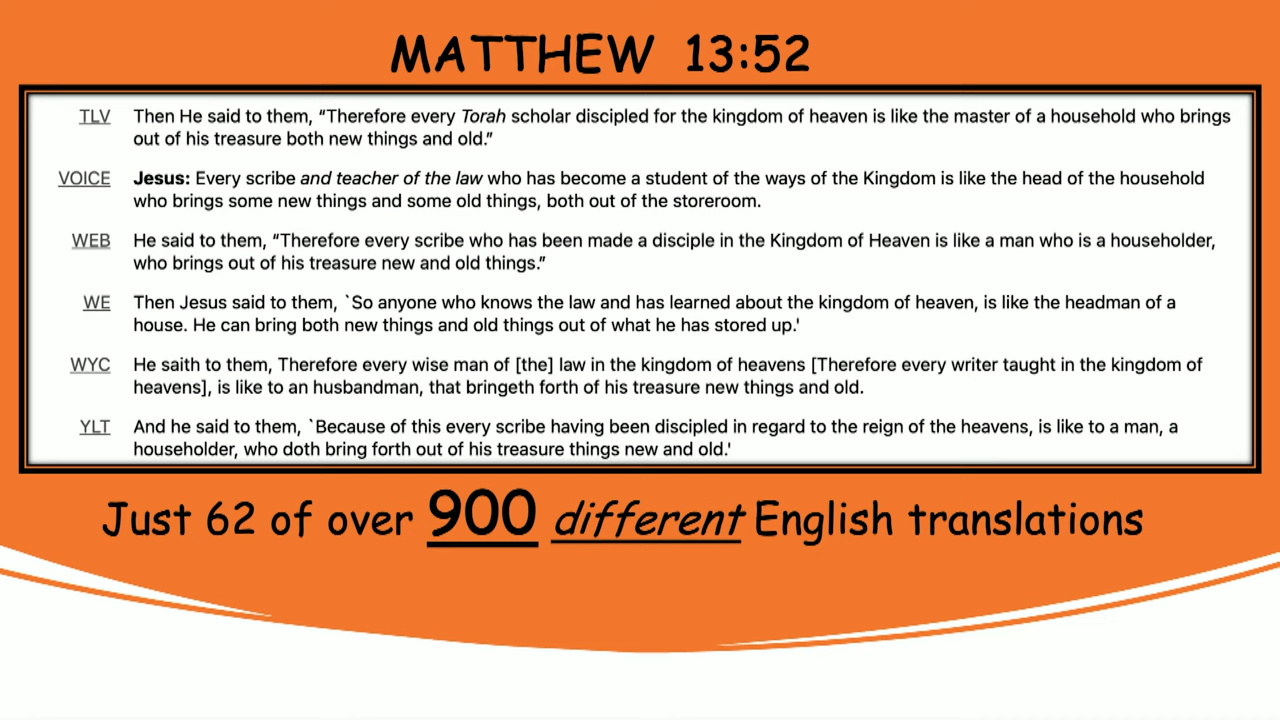 MATTHEW 13:52
TLV Then He said to them, “Therefore every Torah scholar discipled for the kingdom of heaven is like the master of a household who brings
out of his treasure both new things and old.”
VOICE Jesus: Every scribe and teacher of the law who has become a student of the ways of the Kingdom is like the head of the household
who brings some new things and some old things, both out of the storeroom.
WEB He said to them, “Therefore every scribe who has been made a disciple in the Kingdom of Heaven is like a man who is a householder,
who brings out of his treasure new and old things.”
WE Then Jesus said to them, `So anyone who knows the law and has learned about the kingdom of heaven, is like the headman of a
house. He can bring both new things and old things out of what he has stored up.'
WYC He saith to them, Therefore every wise man of [the] law in the kingdom of heavens [Therefore every writer taught in the kingdom of
heavens], is like to an husbandman, that bringeth forth of his treasure new things and old.
YLT And he said to them, `Because of this every scribe having been discipled in regard to the reign of the heavens, is like to a man, a
householder, who doth bring forth out of his treasure things new and old.'
Just 62 of over 900 different English translations